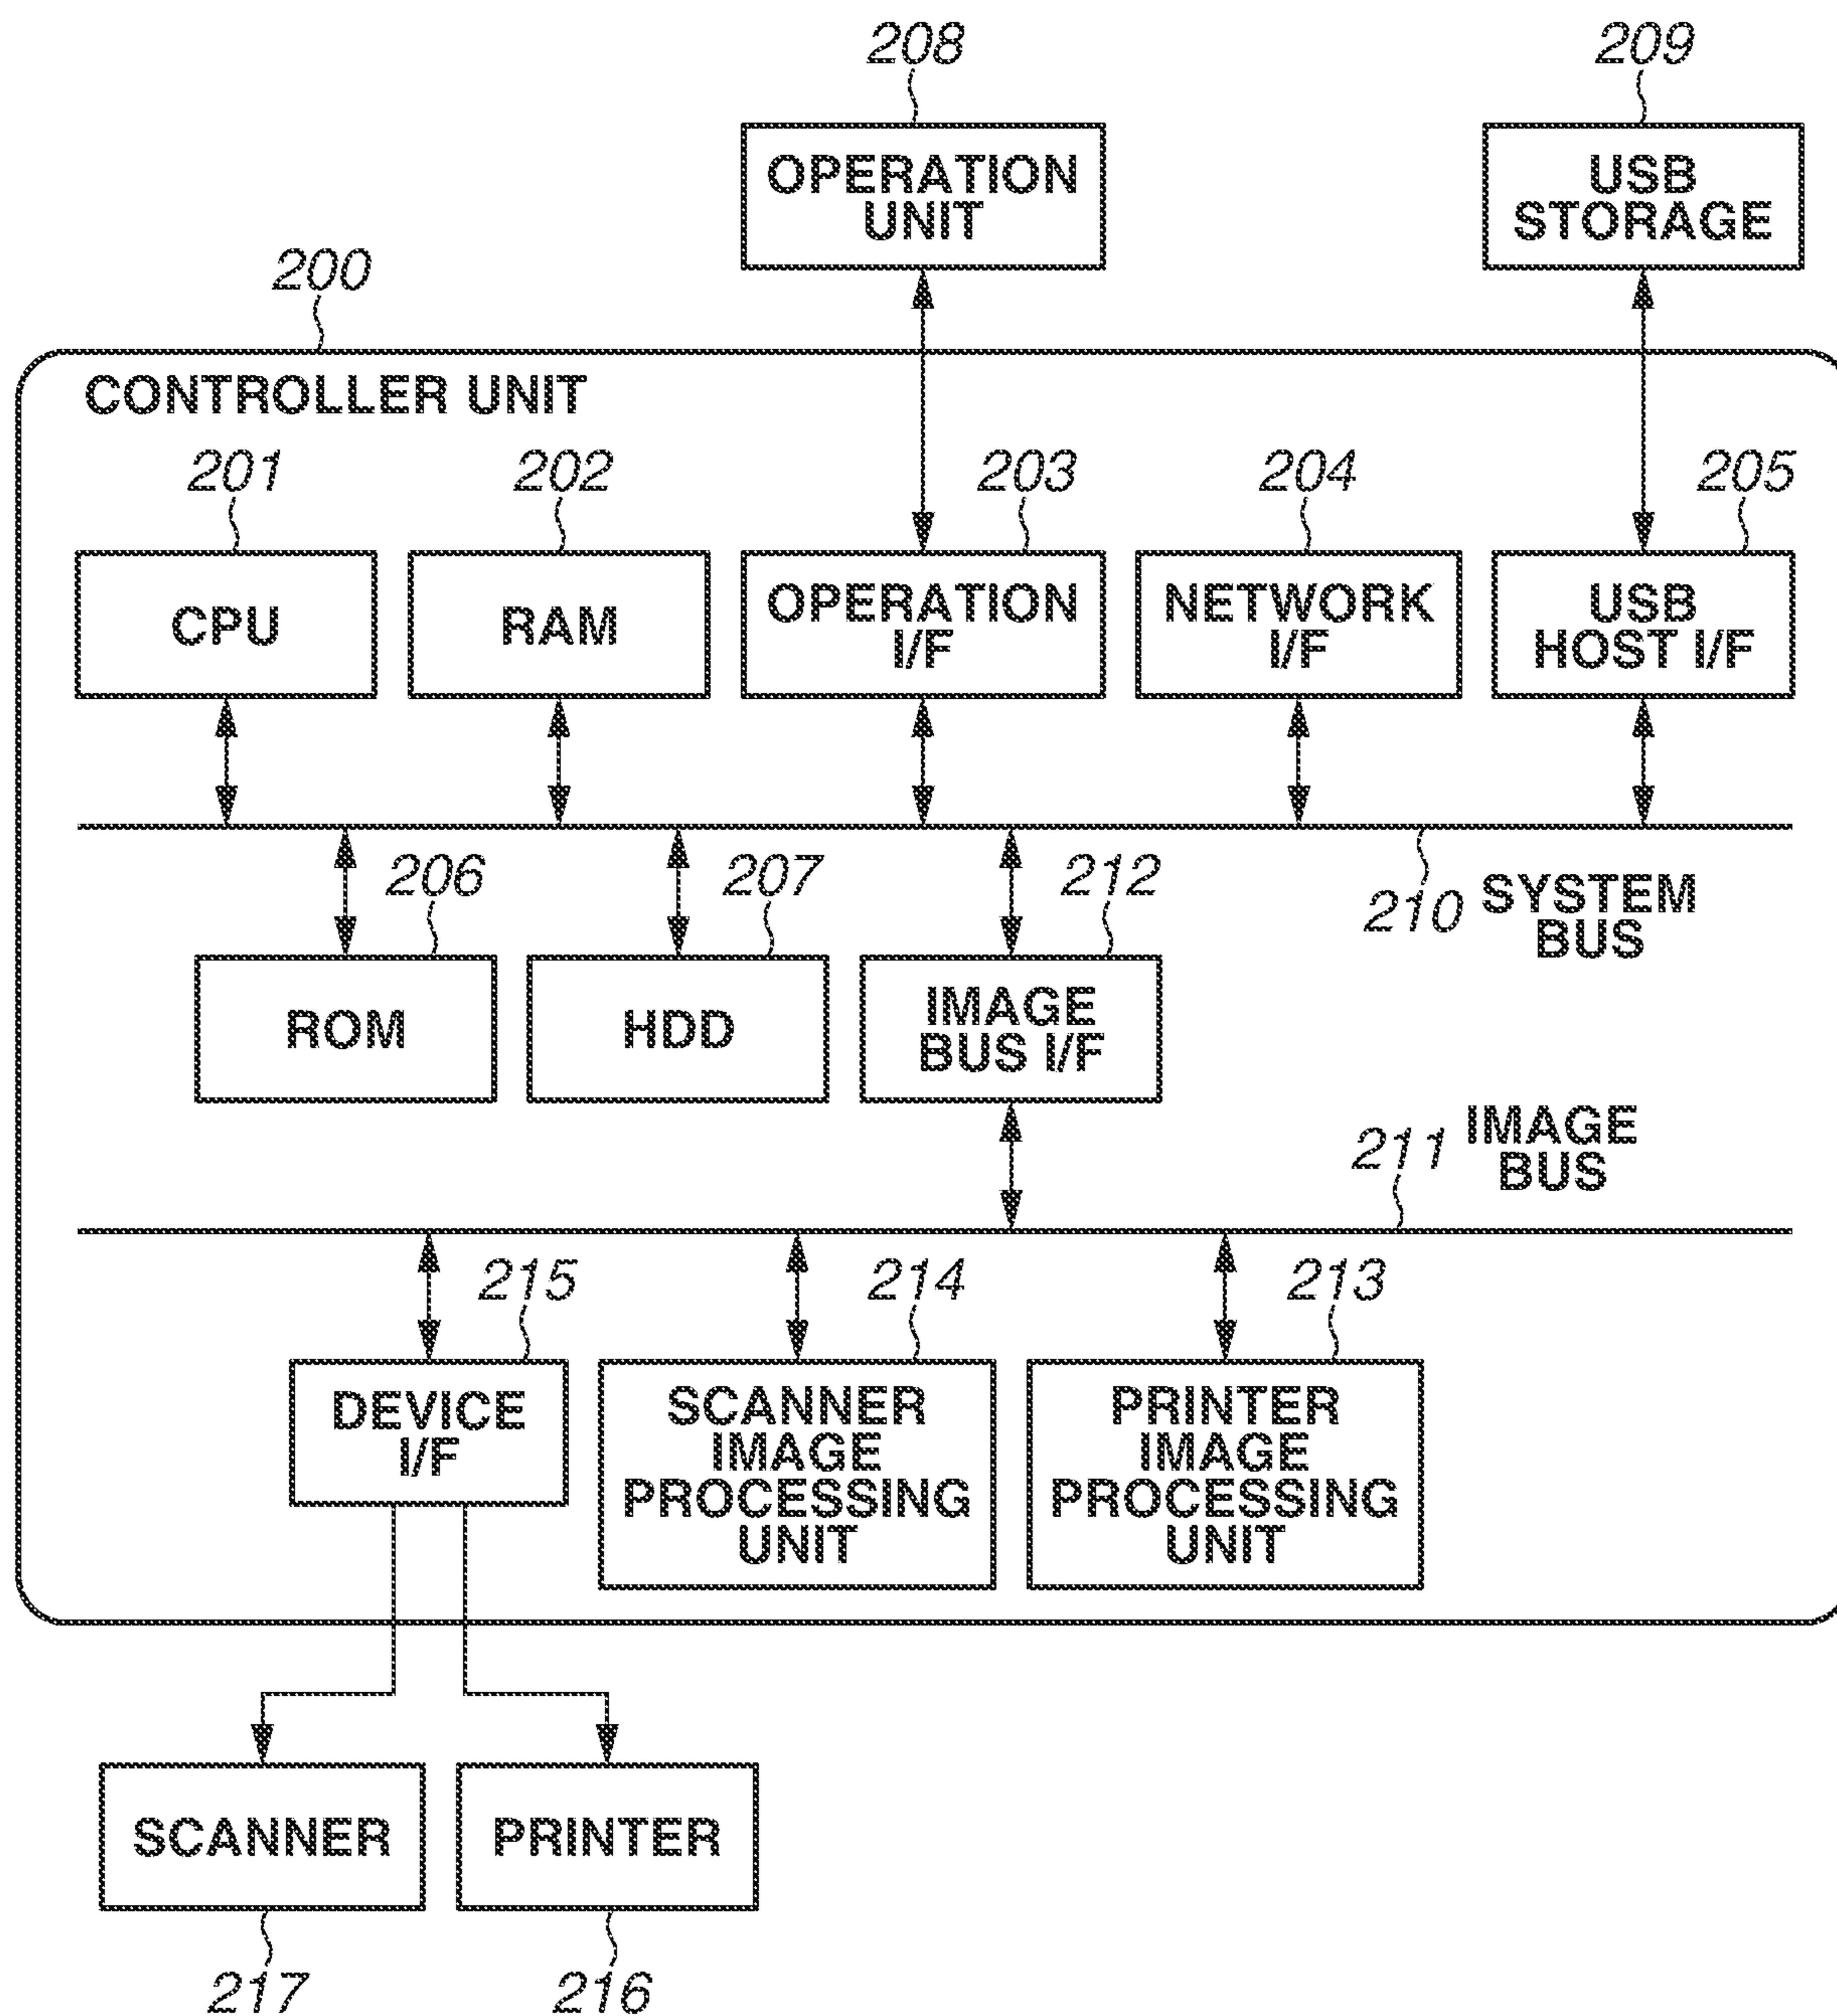 208
209
OPERATION
UNIT
USB
STORAGE
200
CONTROLLER UNIT
201
202
203
204
205
CPU
RAM
OPERATION
I/F
NETWORK
I/F
USB
HOST I/F
206
207
212
210
SYSTEM
BUS
ROM
HDD
IMAGE
BUS I/F
211
IMAGE
BUS
215
214
213
DEVICE
I/F
SCANNER
IMAGE
PROCESSING
UNIT
PRINTER
IMAGE
PROCESSING
UNIT
SCANNER
PRINTER
217
216